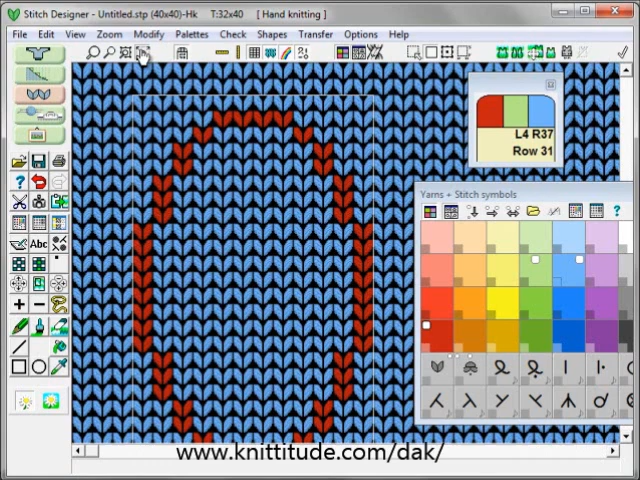 Stitch Designer - Untitled.stp (40x40)-Hk T:32x40 [ Hand knitting ]
File Edit View Zoom Modify Palettes Check Shapes Transfer Options Help
L4 R37
Row 31
Yarns + Stitch symbols
Abc
www.knittitude.com/dak/